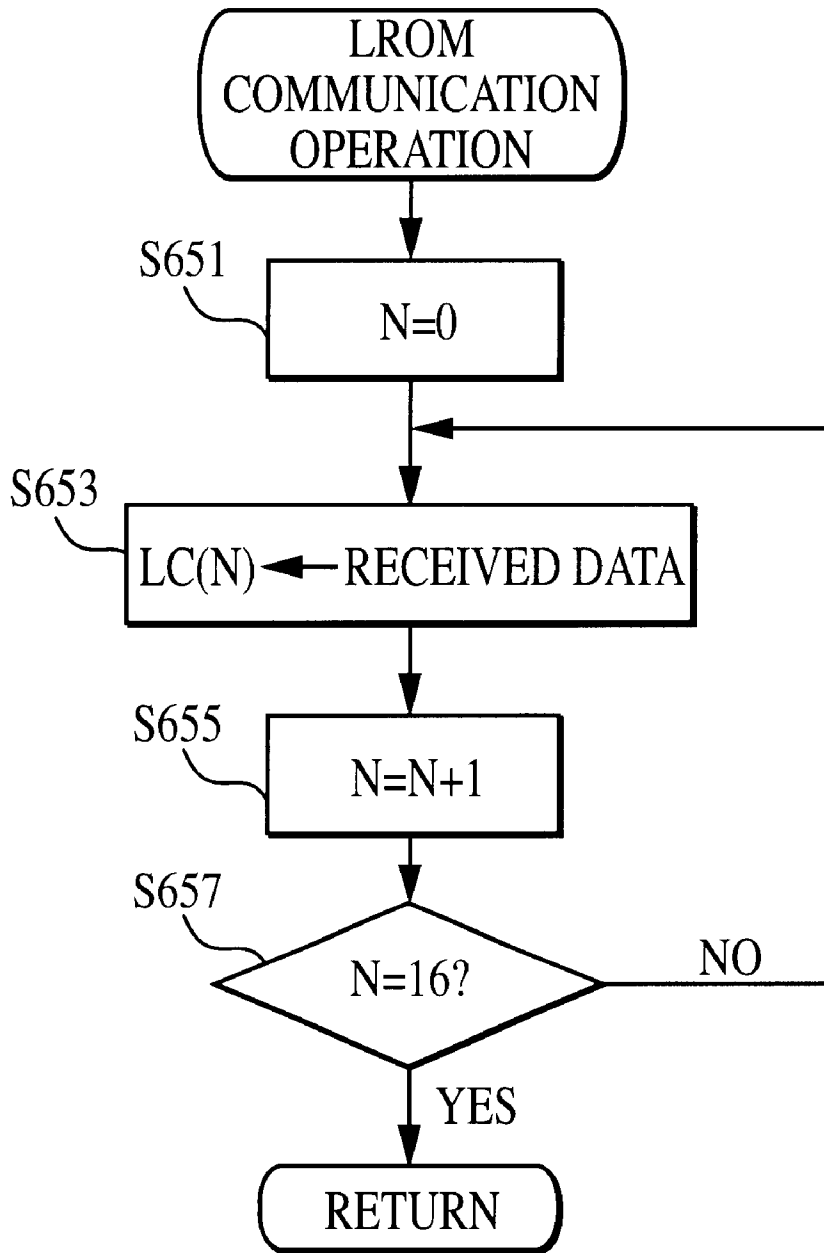 LROM
COMMUNICATION
OPERATION
S651
N=0
S653
LC(N) ← RECEIVED DATA
S655
N=N+1
S657
N=16?
NO
YES
RETURN